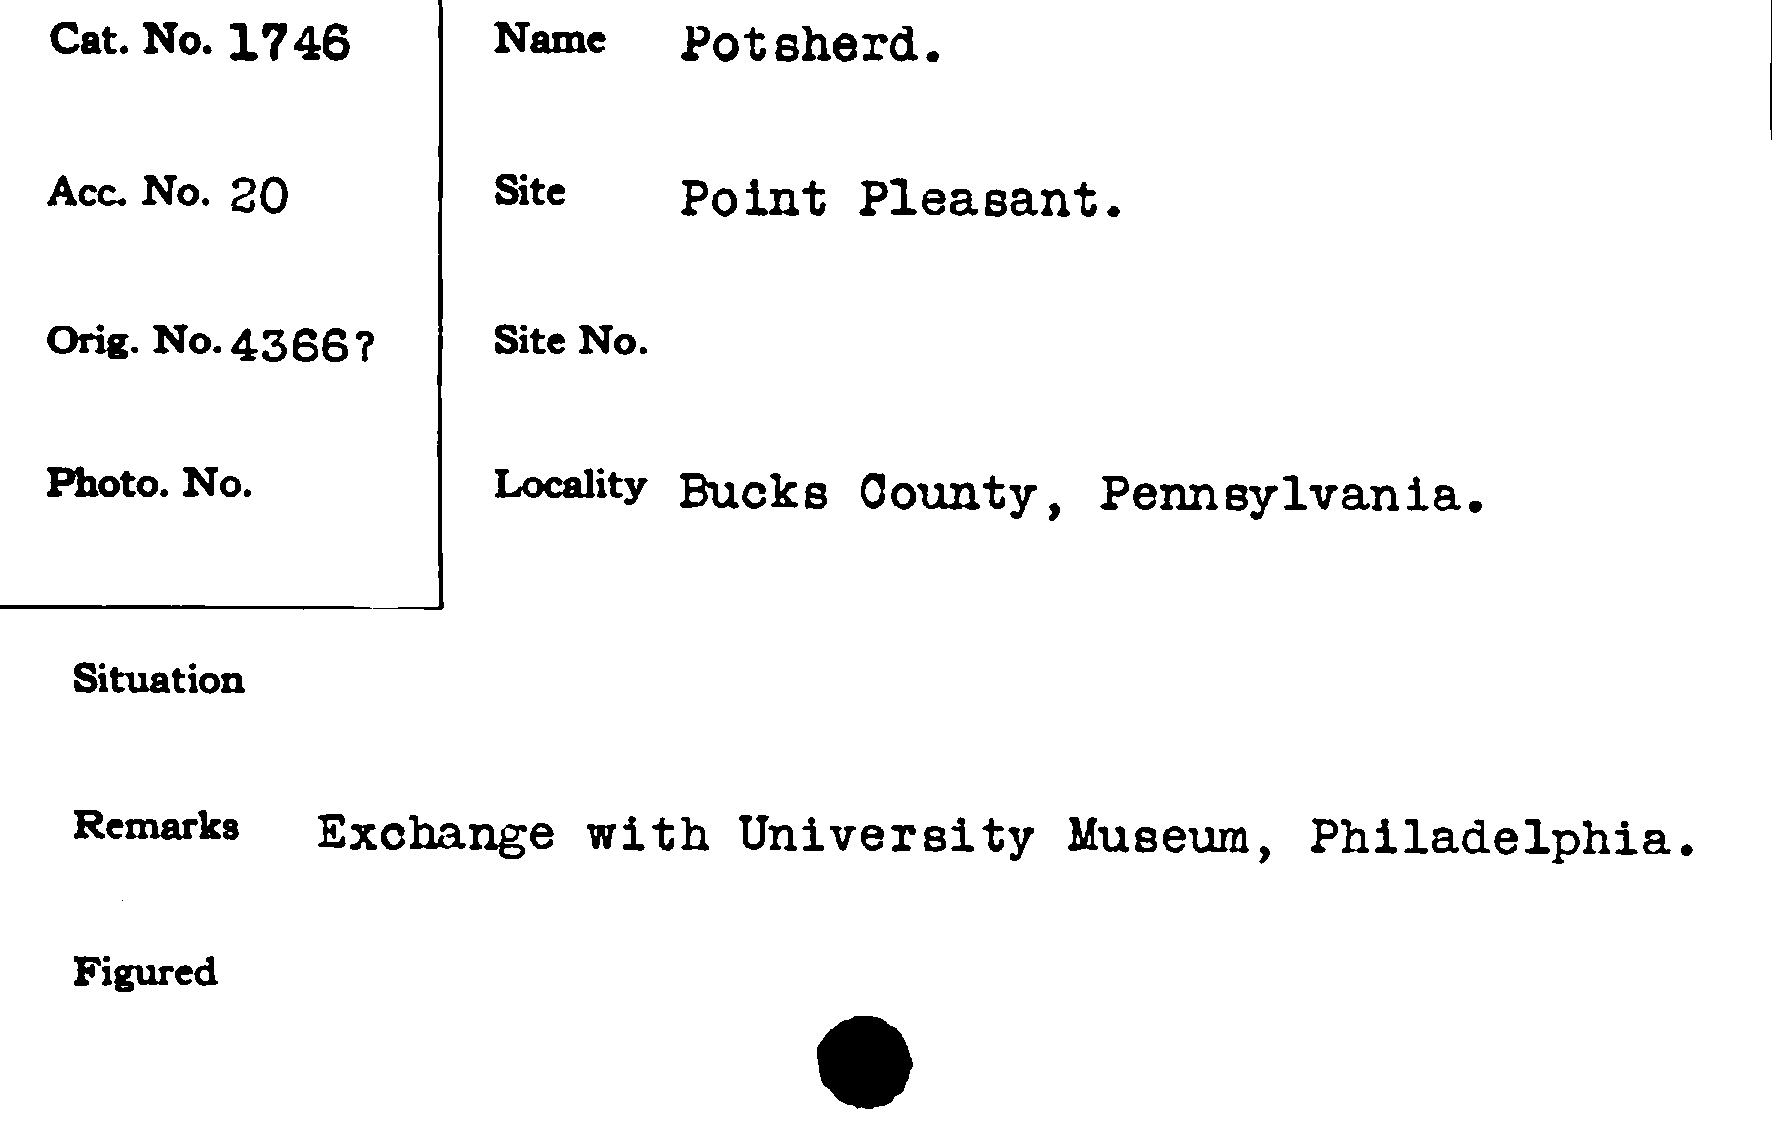 Cat. No. 1746
Name Potsherd.
Acc. No. 20
Site Point Pleasant.
Orig. No. 4366?
Site No.
Photo. No.
Locality Bucks County, Pennsylvania.
Situation
Remarks Exchange with University Museum, Philadelphia.
Figured